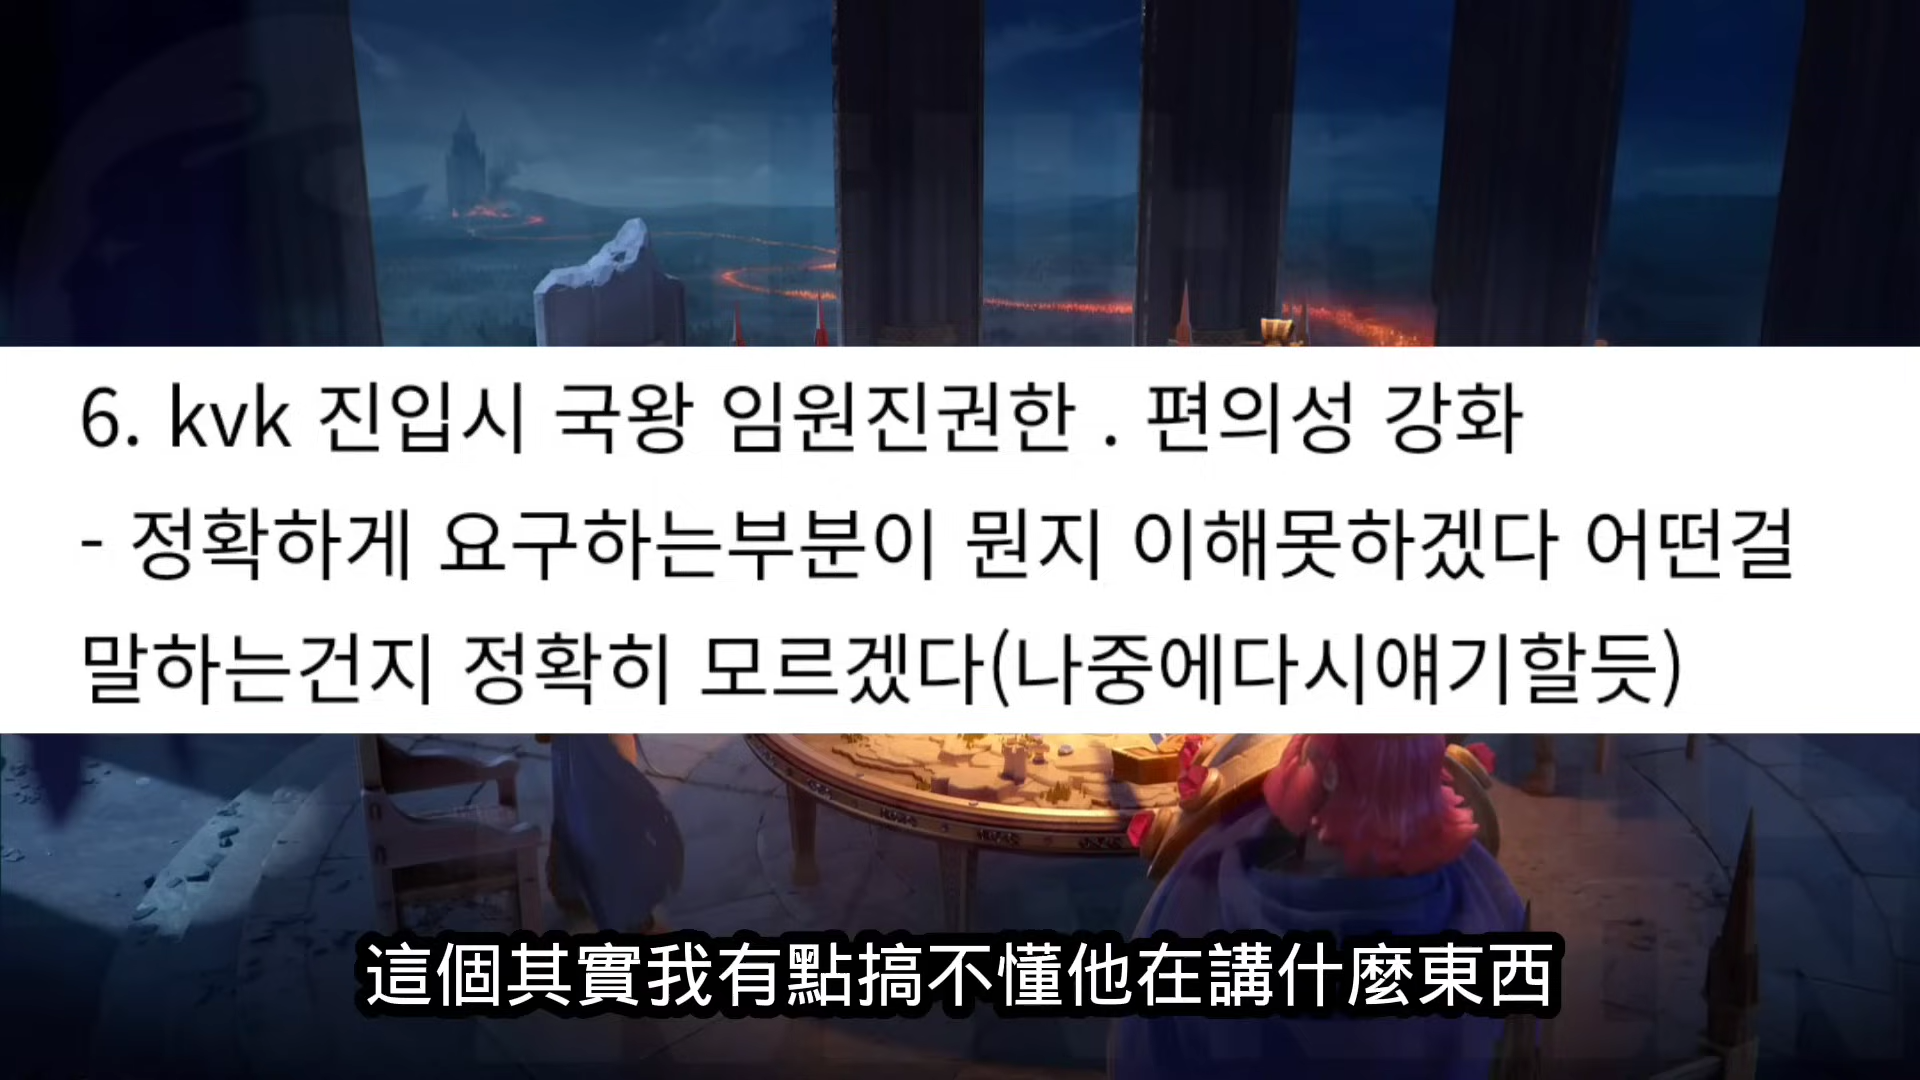 6. kvk 진입시 국왕 임원진권한 . 편의성 강화
- 정확하게 요구하는부분이 뭔지 이해못하겠다 어떤걸
말하는건지 정확히 모르겠다(나중에다시얘기할듯)
這個其實我有點搞不懂他在講什麼東西